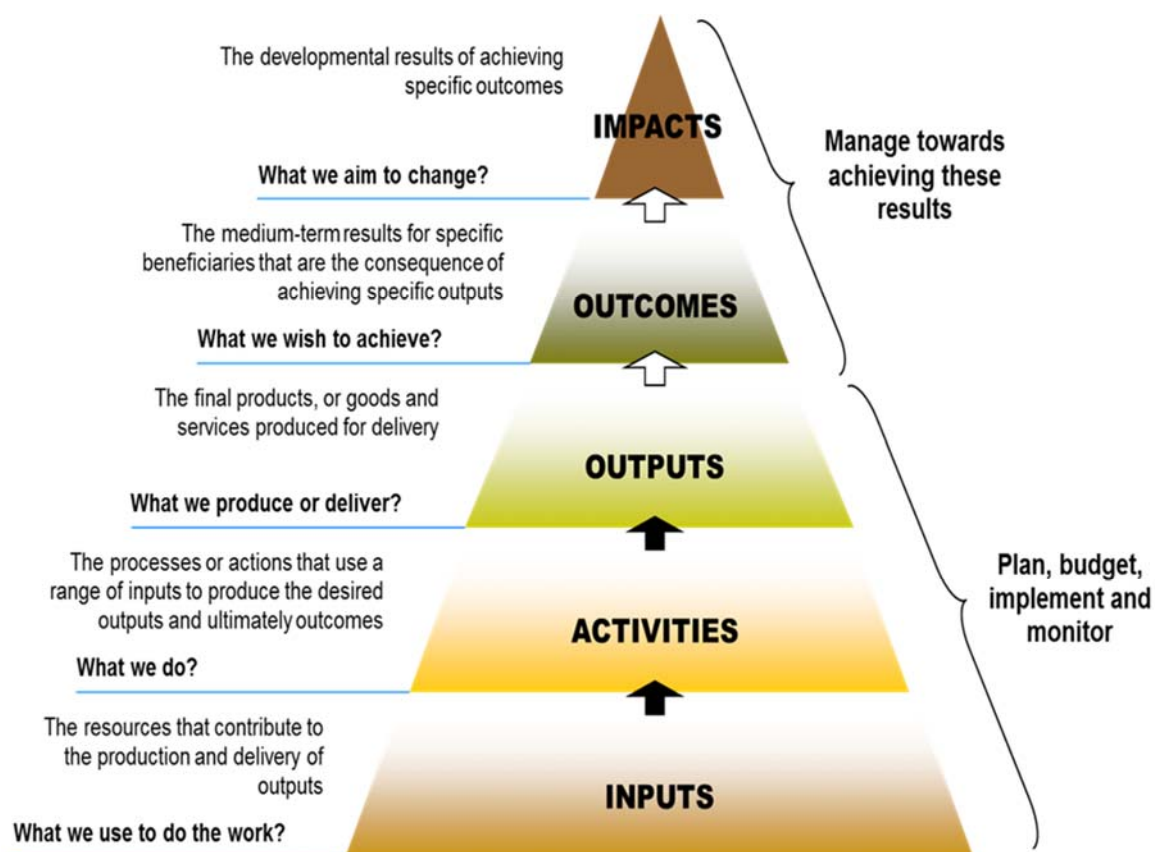 The developmental results of achieving
specific outcomes
IMPACTS
What we aim to change?
Manage towards
achieving these
results
The medium-term results for specific
beneficiaries that are the consequence of
achieving specific outputs
OUTCOMES
What we wish to achieve?
The final products, or goods and
services produced for delivery
OUTPUTS
What we produce or deliver?
The processes or actions that use a
range of inputs to produce the desired
outputs and ultimately outcomes
ACTIVITIES
What we do?
Plan, budget,
implement and
monitor
The resources that contribute to
the production and delivery of
outputs
INPUTS
What we use to do the work?